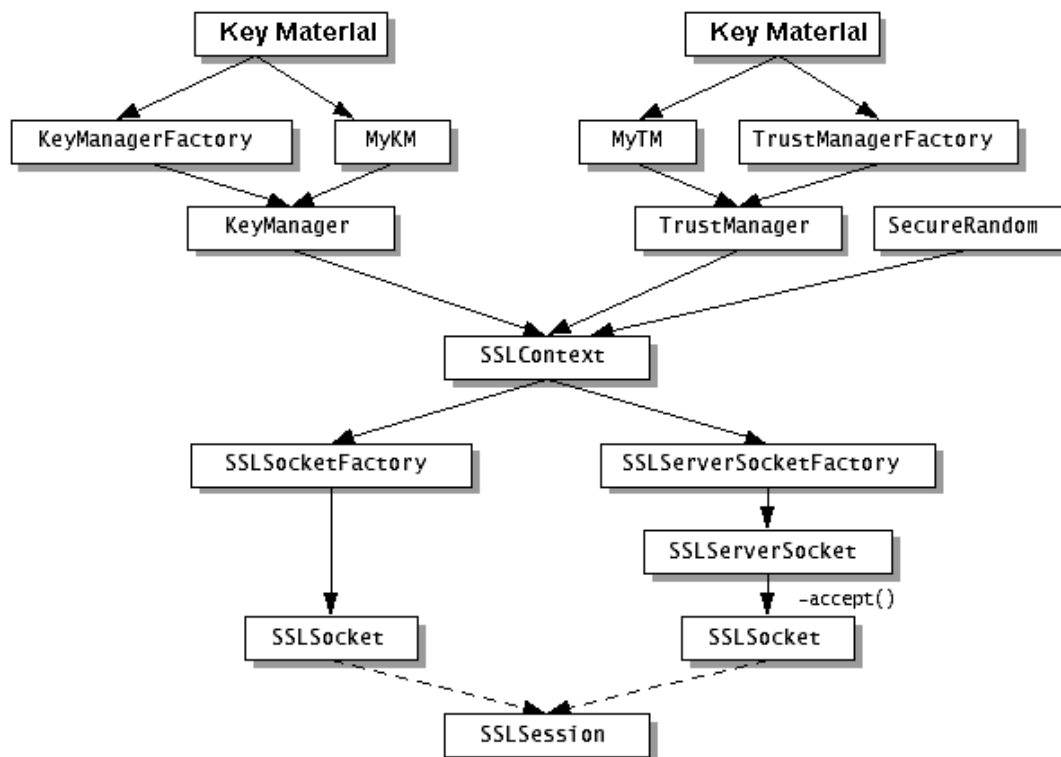 Key Material
Key Material
KeyManagerFactory
MyKM
MyTM
TrustManagerFactory
KeyManager
TrustManager
SecureRandom
SSLContext
SSLSocketFactory
SSLServerSocketFactory
SSLServerSocket
-accept()
SSLSocket
SSLSocket
SSLSession